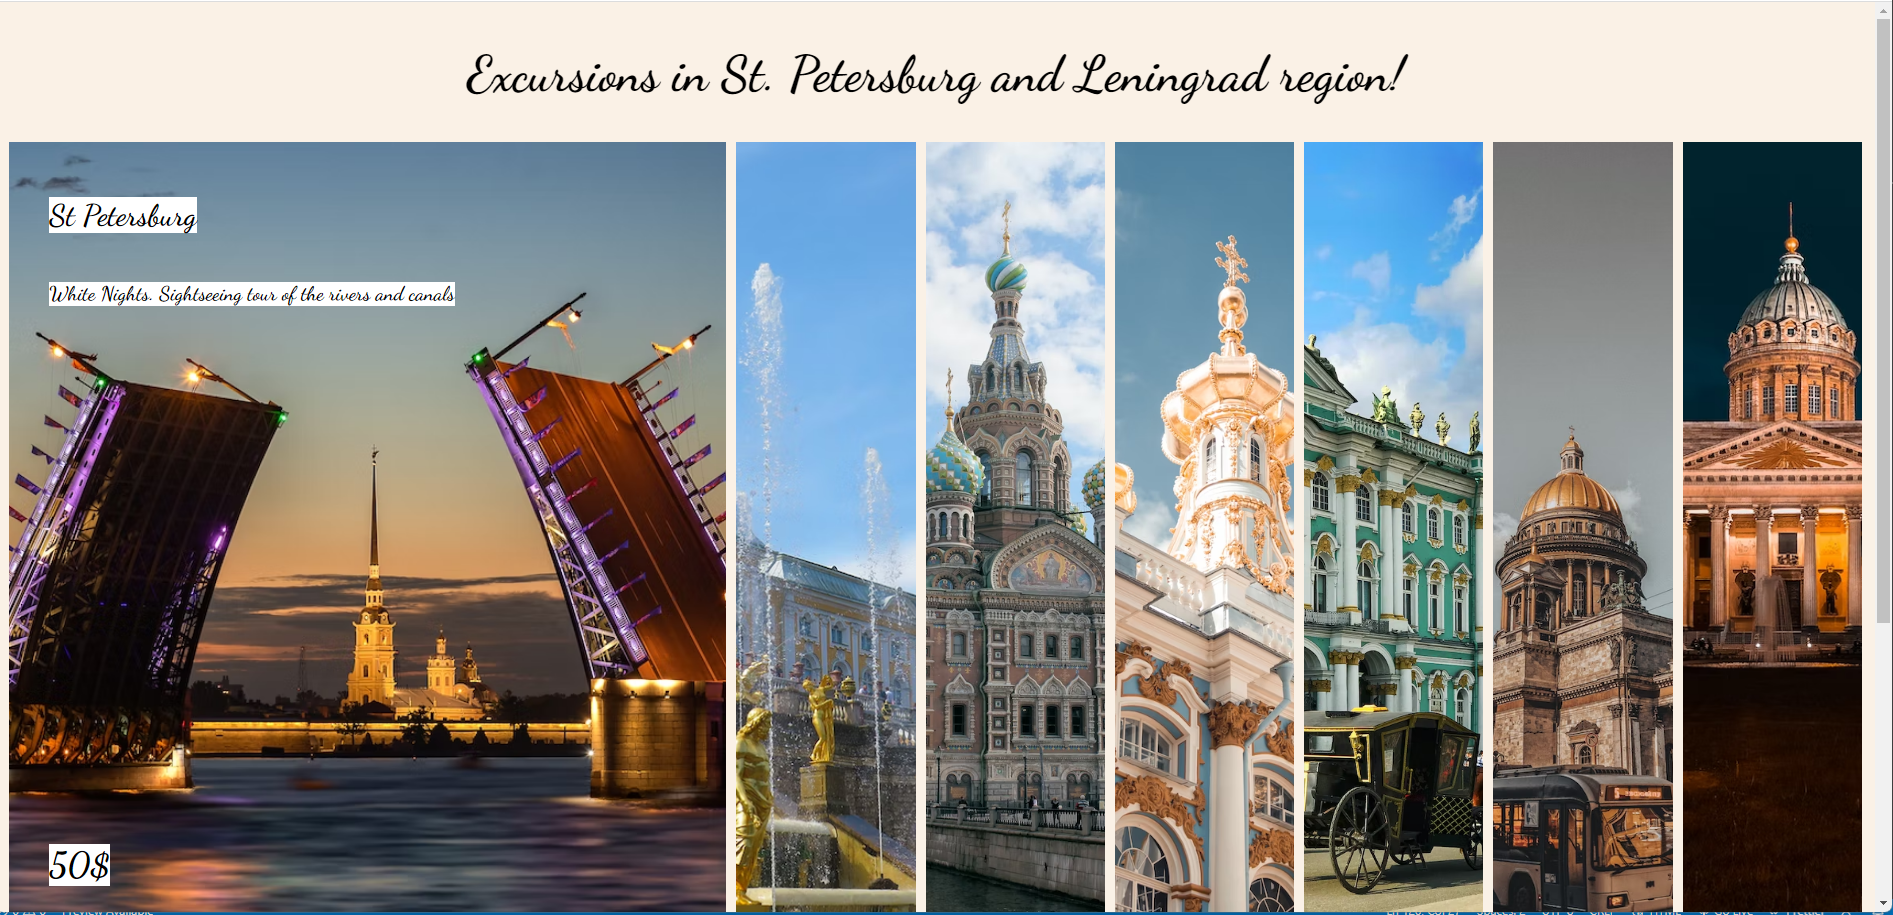 Excursions in St. Petersburg and Leningrad region!
St Petersburg
White Nights. Sightseeing tour of the rivers and canals
50$